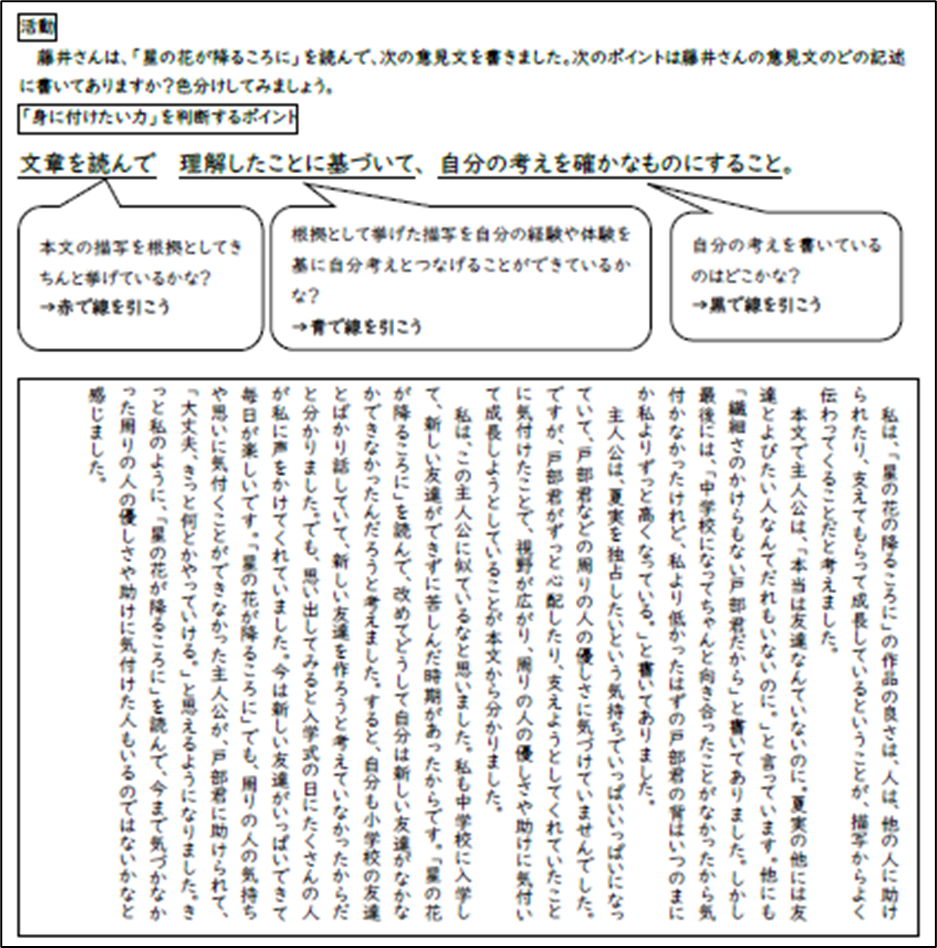 活動
藤井さんは、「星の花が降るころに」を読んで、次の意見文を書きました。次のポイントは藤井さんの意見文のどの記述
に書いてありますか？色分けしてみましょう。
「身に付けたい力」を判断するポイント
文章を読んで　理解したことに基づいて、自分の考えを確かなものにすること。
本文の描写を根拠としてき
ちんと挙げているかな？
→赤で線を引こう
根拠として挙げた描写を自分の経験や体験を
基に自分考えとつなげることができているか
な？
→青で線を引こう
自分の考えを書いている
のはどこかな？
→黒で線を引こう
私は、「星の花の降るころに」の作品の良さは、人は、他の人に助け
られたり、支えてもらって成長しているということが、描写からよく
伝わってくることだと考えました。
本文で主人公は、「本当は友達なんていないのに。夏実の他には友
達とよびたい人なんてだれもいないのに。」と言っています。他にも
「繊細さのかけらもない戸部君だから」と書いてありました。しかし
最後には、「中学校になってちゃんと向き合ったことがなかったから気
付かなかったけれど、私より低かったはずの戸部君の背はいつのまに
か私よりずっと高くなっている。」と書いてありました。
主人公は、夏実を独占したいという気持ちでいっぱいいっぱいになっ
ていて、戸部君などの周りの人の優しさに気づけていませんでした。
ですが、戸部君がずっと心配したり、支えようとしてくれていたこと
に気付けたことで、視野が広がり、周りの人の優しさや助けに気付い
て成長しようとしていることが本文から分かりました。
私は、この主人公に似ているなと思いました。私も中学校に入学し
て、新しい友達ができずに苦しんだ時期があったからです。「星の花
が降るころに」を読んで、改めてどうして自分は新しい友達がなかな
かできなかったんだろうと考えました。すると、自分も小学校の友達
とばかり話していて、新しい友達を作ろうと考えていなかったからだ
と分かりました。でも、思い出してみると入学式の日にたくさんの人
が私に声をかけてくれていました。今は新しい友達がいっぱいできて
毎日が楽しいです。「星の花が降るころに」でも、周りの人の気持ち
や思いに気付くことができなかった主人公が、戸部君に助けられて、
「大丈夫、きっと何とかやっていける。」と思えるようになりました。き
っと私のように、「星の花が降るころに」を読んで、今まで気づかなか
った周りの人の優しさや助けに気付けた人もいるのではないかなと
感じました。